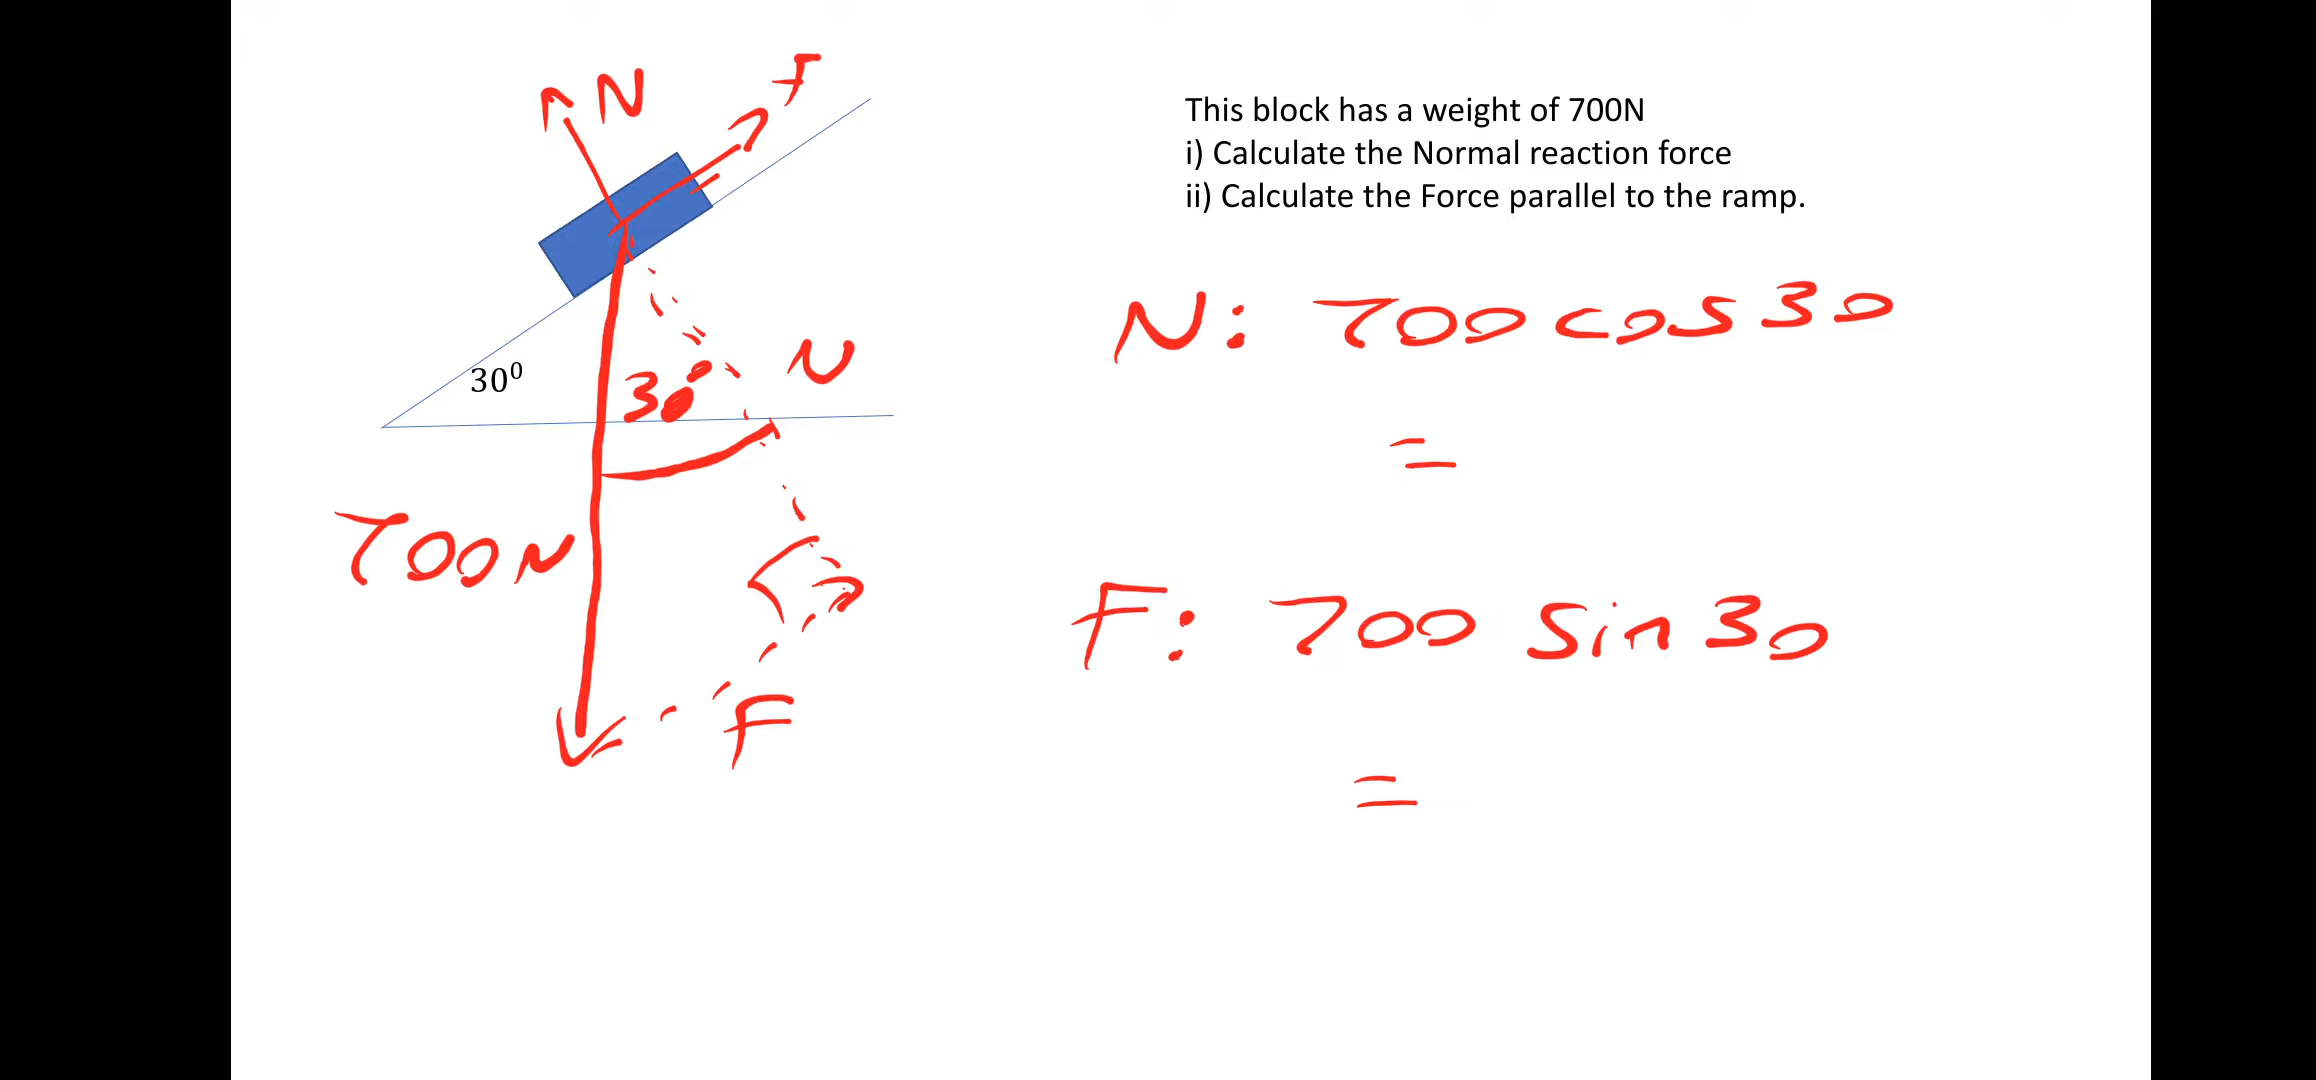 This block has a weight of 700N
i) Calculate the Normal reaction force
ii) Calculate the Force parallel to the ramp.
N
F
30⁰
30°
N
700N
F
N: 700 cos 30
=
F: 700 sin 30
=